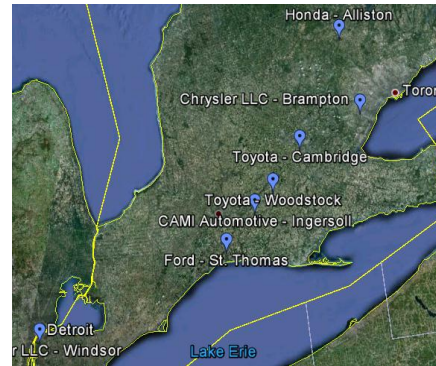 Honda - Alliston
Toron
Chrysler LLC - Brampton
Toyota - Cambridge
Toyota - Woodstock
CAMI Automotive - Ingersoll
Ford - St. Thomas
Detroit
r LLC - Windsor
Lake Erie